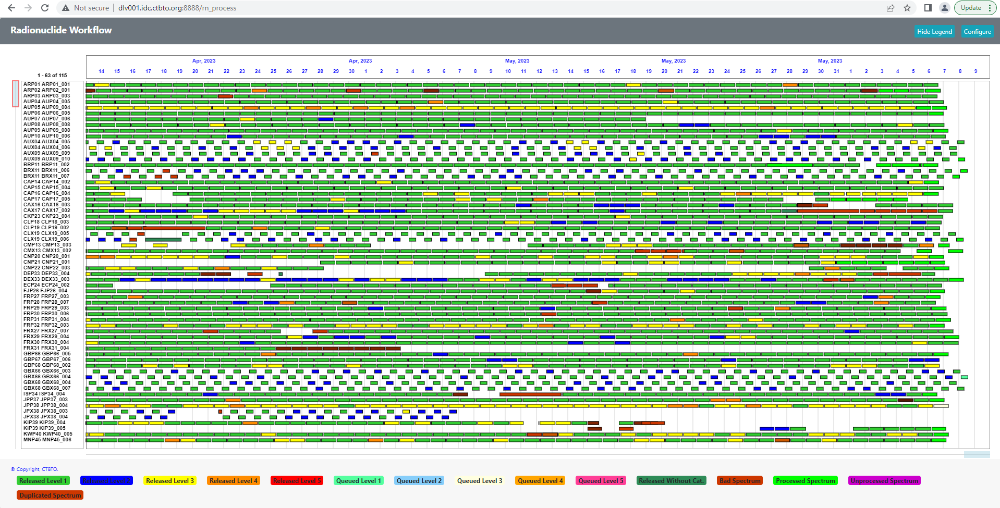 Not secure | dlv001.idc.ctbto.org:8888/rn_process Update
Radionuclide Workflow
Hide Legend Configure
Apr, 2023 Apr, 2023 May, 2023 May, 2023 May, 2023
14 15 16 17 18 19 20 21 22 23 24 25 26 27 28 29 30 1 2 3 4 5 6 7 8 9 10 11 12 13 14 15 16 17 18 19 20 21 22 23 24 25 26 27 28 29 30 31 1 2 3 4 5 6 7 8 9
1 - 63 of 115
ARP01 ARP01_001
ARP02 ARP02_001
ARP03 ARP03_003
AUP04 AUP04_005
AUP05 AUP09_004
AUP06 AUP06_005
AUP07 AUP07_006
AUP08 AUP08_008
AUP09 AUP09_008
AUP10 AUP10_006
AUX04 AUX04_005
AUX04 AUX04_006
AUX09 AUX09_009
AUX09 AUX09_010
BRP11 BRP11_002
BRX11 BRX11_006
BRX11 BRX11_007
CAP14 CAP14_002
CAP15 CAP15_004
CAP16 CAP16_004
CAP17 CAP17_005
CAX16 CAX16_003
CAX17 CAX17_002
CKP23 CKP23_004
CLP18 CLP18_003
CLP19 CLP19_002
CLX19 CLX19_005
CLX19 CLX19_006
CMP13 CMP13_003
CMX13 CMX13_002
CNP20 CNP20_001
CNP21 CNP21_001
CNP22 CNP22_003
DEP33 DEP33_004
DEX33 DEX33_003
ECP24 ECP24_002
FJP26 FJP26_004
FRP27 FRP27_003
FRP28 FRP28_007
FRP29 FRP29_003
FRP30 FRP30_006
FRP31 FRP31_004
FRP32 FRP32_003
FRX27 FRX27_007
FRX29 FRX29_004
FRX30 FRX30_004
FRX31 FRX31_004
GBP66 GBP66_005
GBP67 GBP67_006
GBP68 GBP68_002
GBX66 GBX66_003
GBX66 GBX66_004
GBX68 GBX68_004
GBX68 GBX68_007
ISP34 ISP34_004
JPP37 JPP37_003
JPP38 JPP38_004
JPX38 JPX38_003
JPX38 JPX38_004
KIP39 KIP39_004
KIP39 KIP39_005
KWP40 KWP40_005
MNP45 MNP45_006
© Copyright, CTBTO.
Released Level 1 Released Level 2 Released Level 3 Released Level 4 Released Level 5 Queued Level 1 Queued Level 2 Queued Level 3 Queued Level 4 Queued Level 5 Released Without Cat. Bad Spectrum Processed Spectrum Unprocessed Spectrum
Duplicated Spectrum